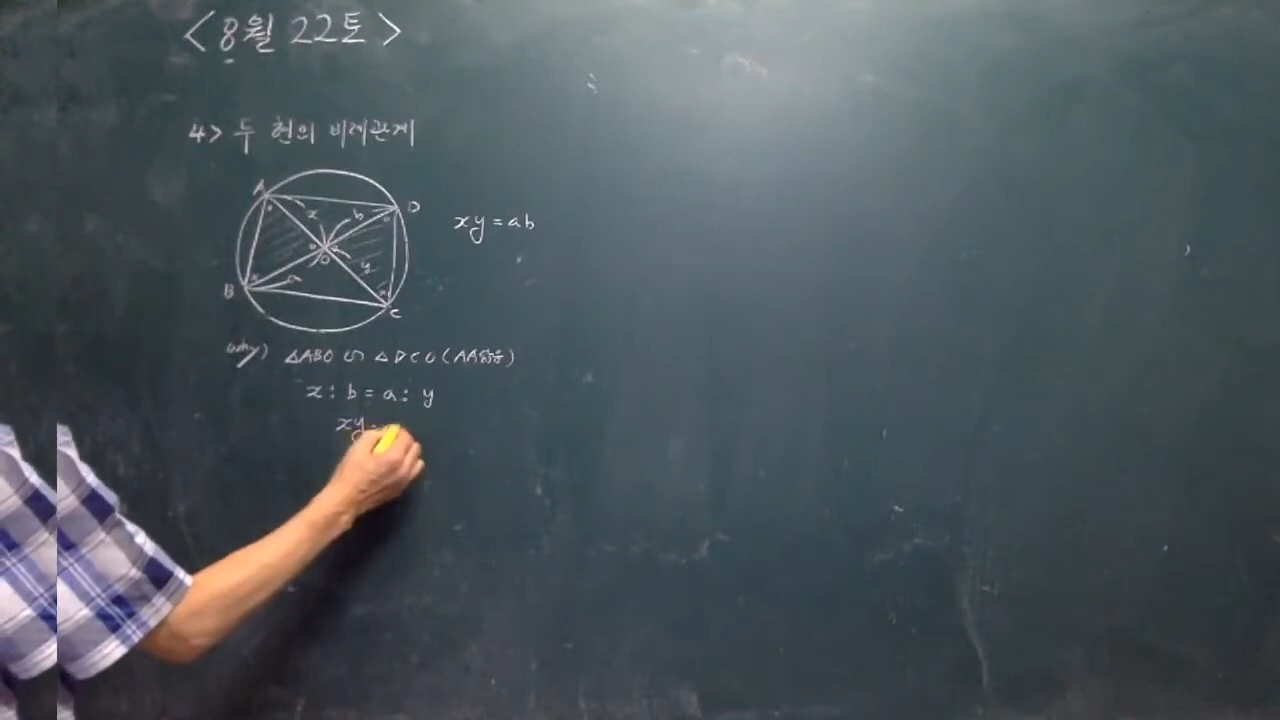 <8월 22토>
4> 두 현의 비례관계
A
D
x
b
O
a
y
B
C
xy=ab
why) △ABO ∽ △DCO (AA닮음)
x : b = a : y
xy=